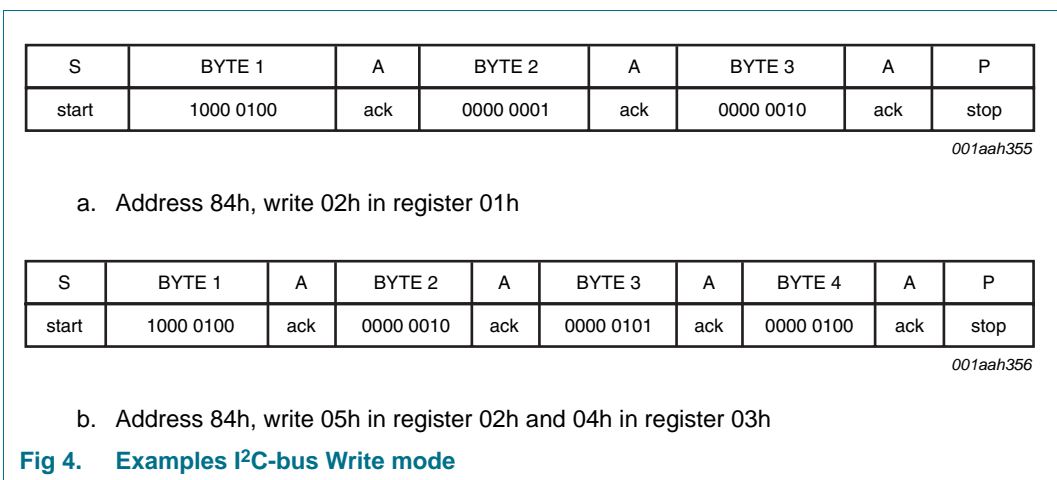 S BYTE 1 A BYTE 2 A BYTE 3 A P
start 1000 0100 ack 0000 0001 ack 0000 0010 ack stop
001aah355
a. Address 84h, write 02h in register 01h
S BYTE 1 A BYTE 2 A BYTE 3 A BYTE 4 A P
start 1000 0100 ack 0000 0010 ack 0000 0101 ack 0000 0100 ack stop
001aah356
b. Address 84h, write 05h in register 02h and 04h in register 03h
Fig 4. Examples I²C-bus Write mode